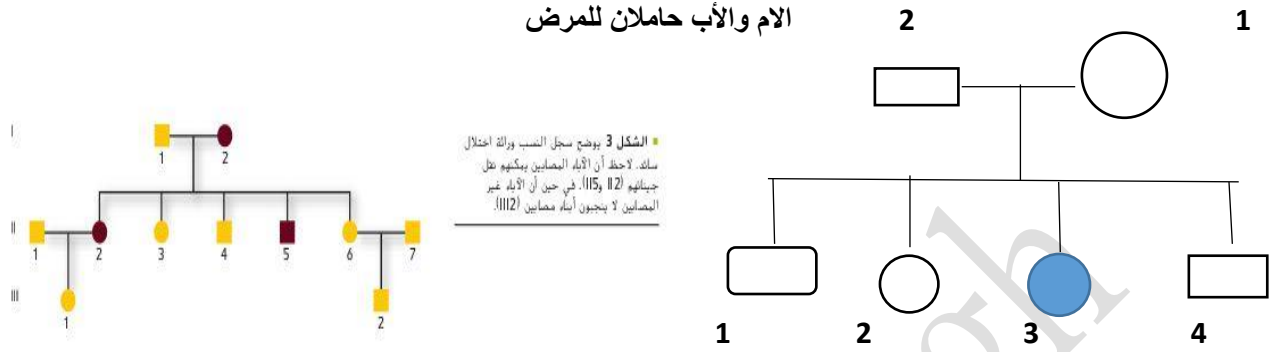 الام والأب حاملان للمرض
2
1
I
1
2
الشكل 3 يوضح سجل النسب وراثة اختلال
سائد. لاحظ أن الآباء المصابين يمكنهم نقل
جيناتهم (II2 وII5). في حين أن الآباء غير
المصابين لا ينجبون أبناء مصابين (III2).
II
1
2
3
4
5
6
7
III
1
2
1
2
3
4